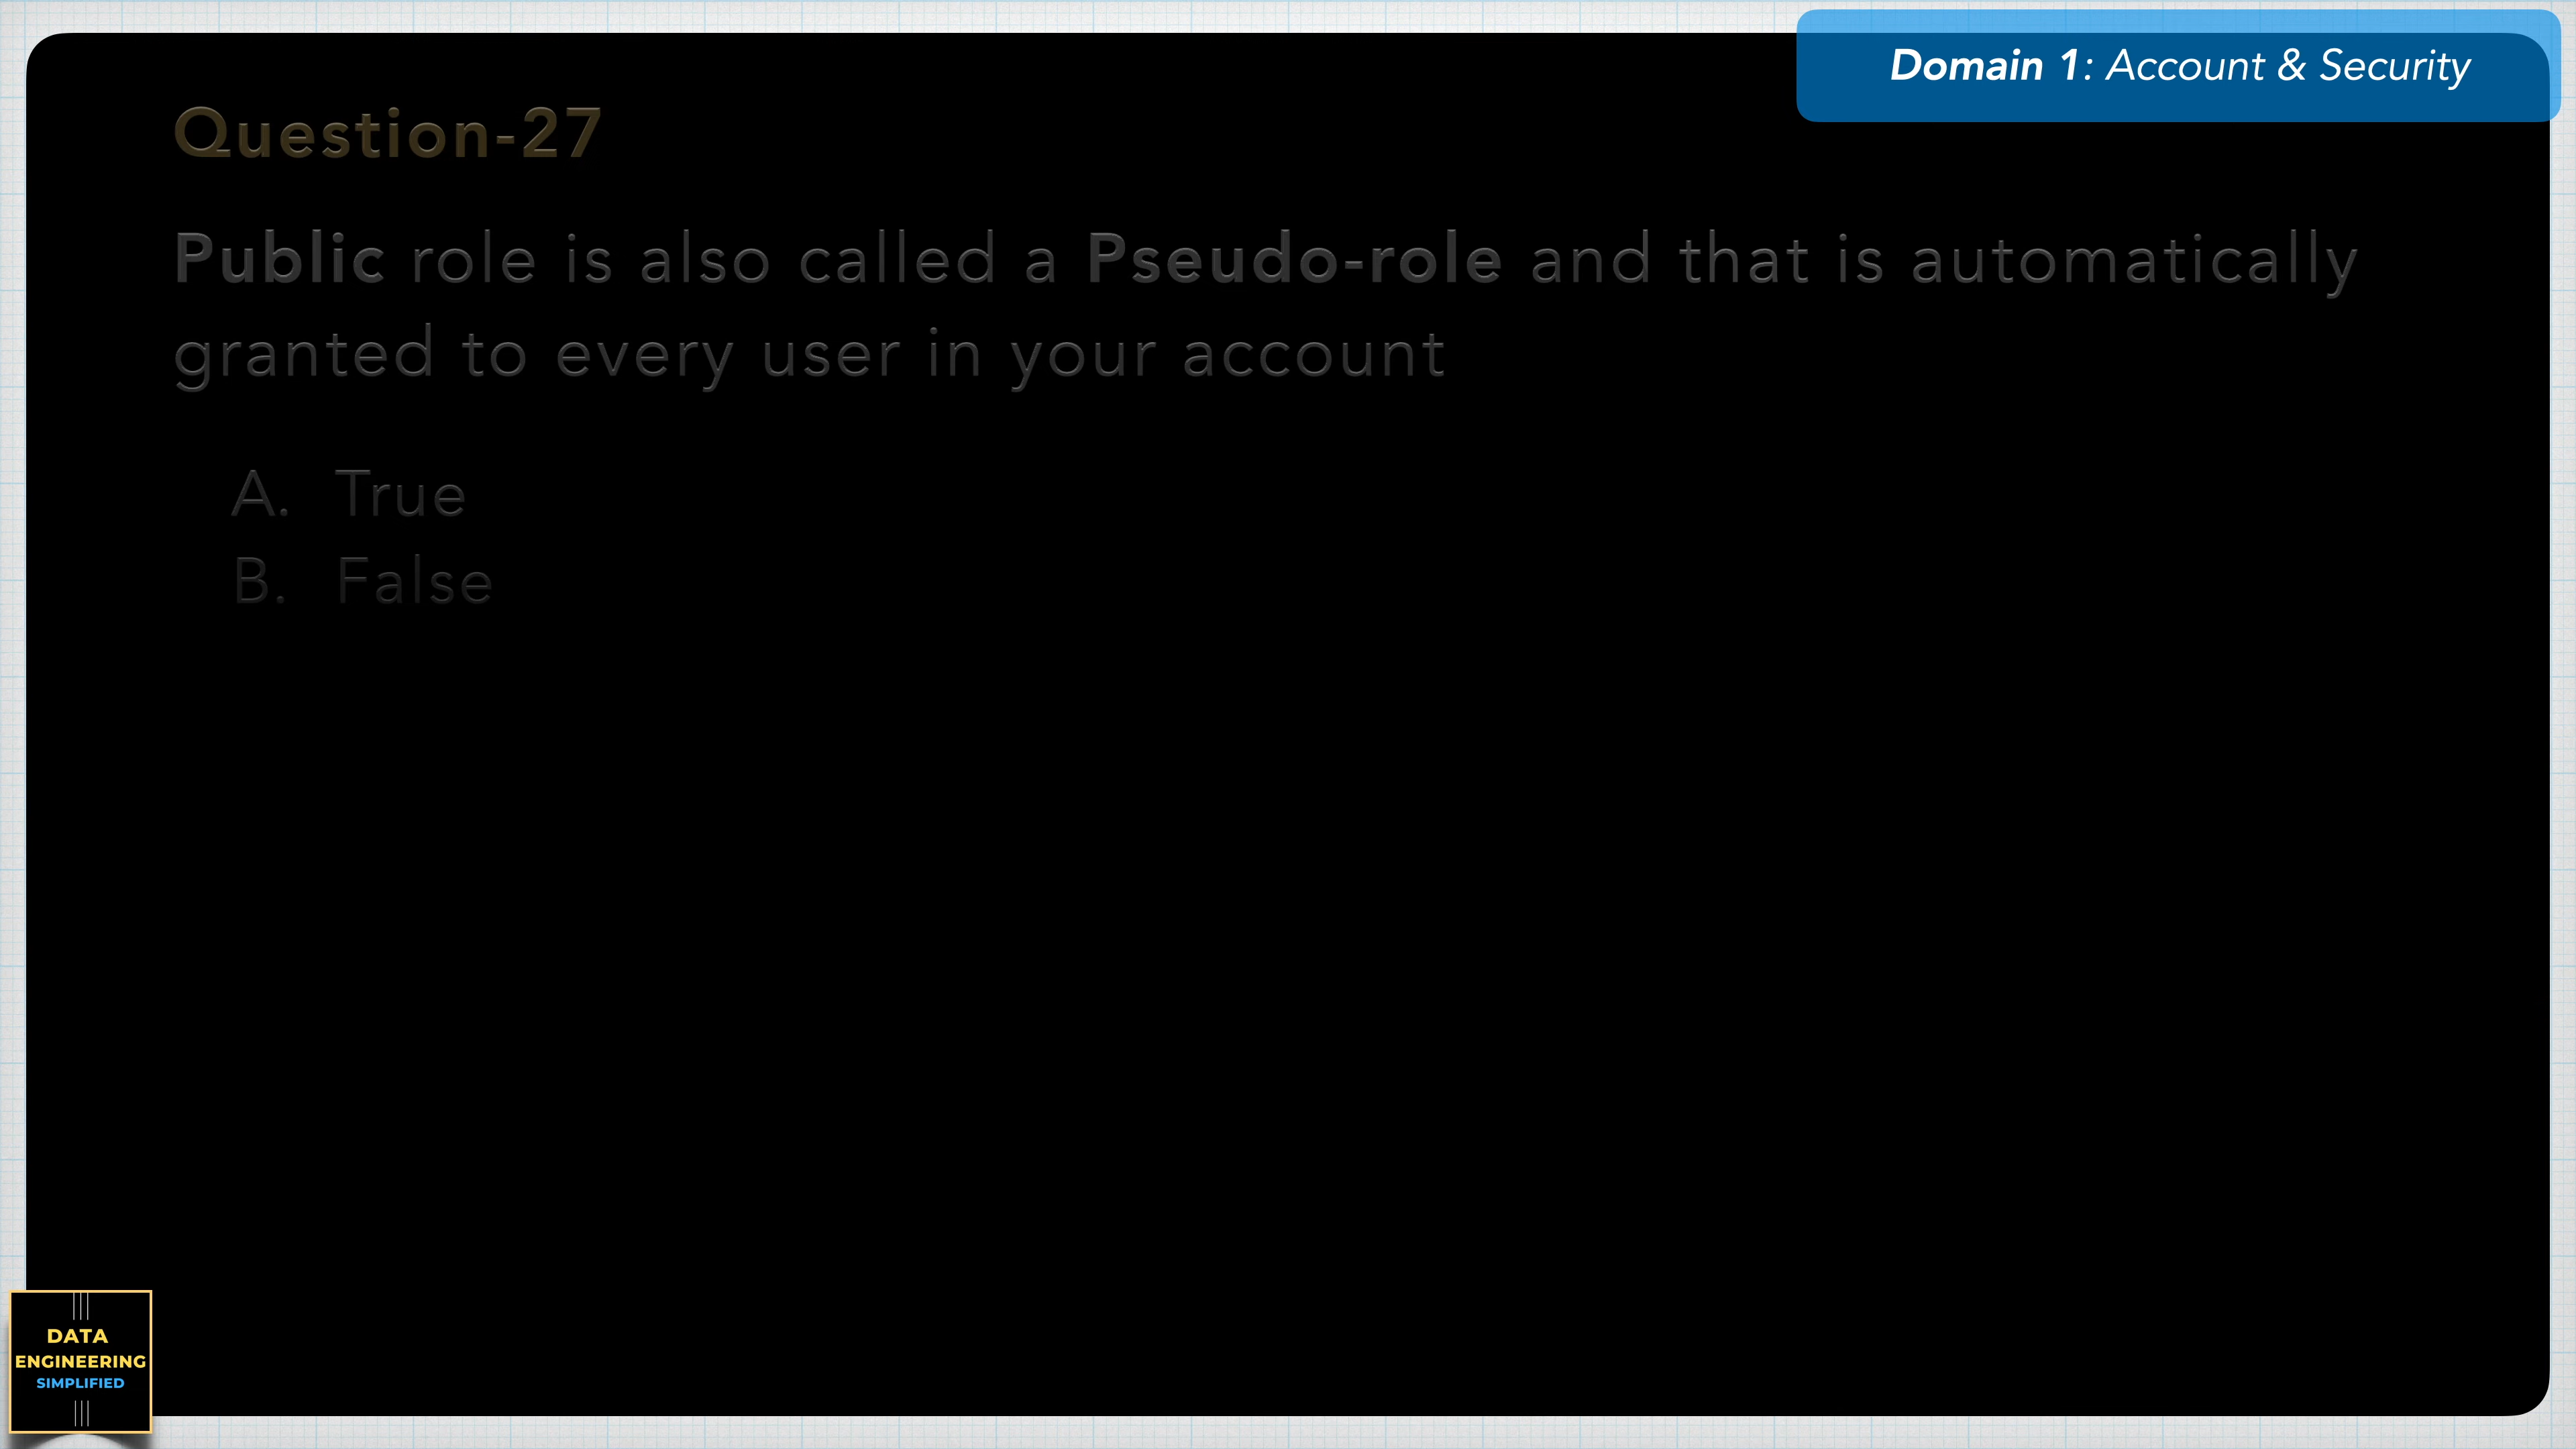 Domain 1: Account & Security
Question-27
Public role is also called a Pseudo-role and that is automatically
granted to every user in your account
A. True
B. False
DATA
ENGINEERING
SIMPLIFIED